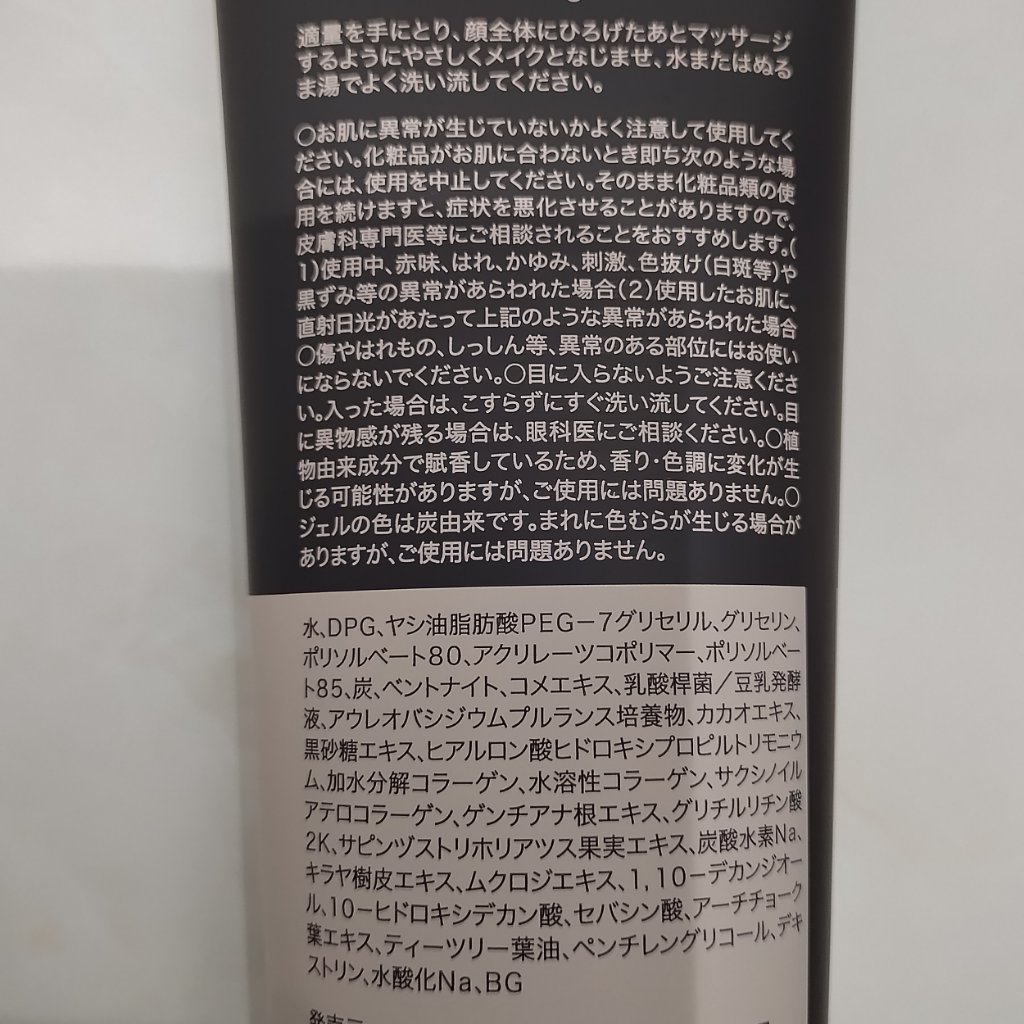 適量を手にとり、顔全体にひろげたあとマッサージ
するようにやさしくメイクとなじませ、水またはぬる
ま湯でよく洗い流してください。
○お肌に異常が生じていないかよく注意して使用してく
ださい。化粧品がお肌に合わないとき即ち次のような場
合には、使用を中止してください。そのまま化粧品類の使
用を続けますと、症状を悪化させることがありますので、
皮膚科専門医等にご相談されることをおすすめします。(
1)使用中、赤味、はれ、かゆみ、刺激、色抜け(白斑等)や
黒ずみ等の異常があらわれた場合(2)使用したお肌に、
直射日光があたって上記のような異常があらわれた場合
○傷やはれもの、しっしん等、異常のある部位にはお使い
にならないでください。○目に入らないようご注意くださ
い。入った場合は、こすらずにすぐ洗い流してください。目
に異物感が残る場合は、眼科医にご相談ください。○植
物由来成分で賦香しているため、香り・色調に変化が生
じる可能性がありますが、ご使用には問題ありません。○
ジェルの色は炭由来です。まれに色むらが生じる場合が
ありますが、ご使用には問題ありません。
水、DPG、ヤシ油脂肪酸PEG－7グリセリル、グリセリン、
ポリソルベート80、アクリレーツコポリマー、ポリソルベー
ト85、炭、ベントナイト、コメエキス、乳酸桿菌／豆乳発酵
液、アウレオバシジウムプルランス培養物、カカオエキス、
黒砂糖エキス、ヒアルロン酸ヒドロキシプロピルトリモニウ
ム、加水分解コラーゲン、水溶性コラーゲン、サクシノイル
アテロコラーゲン、ゲンチアナ根エキス、グリチルリチン酸
2K、サピンヅストリホリアツス果実エキス、炭酸水素Na、
キラヤ樹皮エキス、ムクロジエキス、1,10－デカンジオー
ル、10－ヒドロキシデカン酸、セバシン酸、アーチチョーク
葉エキス、ティーツリー葉油、ペンチレングリコール、デキ
ストリン、水酸化Na、BG